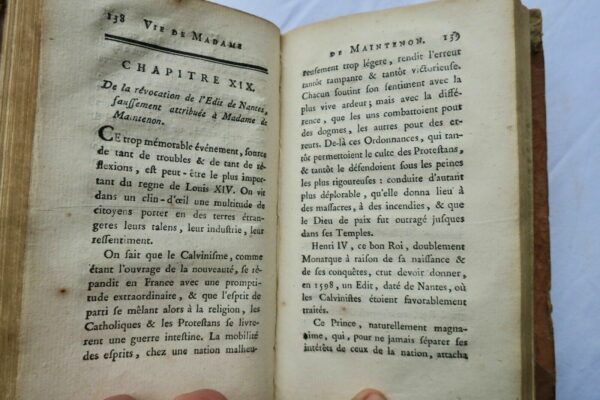 138 VIE DE MADAME
CHAPITRE XIX.
De la révocation de l'Edit de Nantes,
faussement attribuée à Madame de
Maintenon.
CE trop mémorable événement, source
de tant de troubles & de tant de ré-
flexions, est peut-être le plus impor-
tant du regne de Louis XIV. On vit
dans un clin-d'œil une multitude de
citoyens porter en des terres étran-
geres leurs talens, leur industrie, leur
ressentiment.
On sait que le Calvinisme, comme
étant l'ouvrage de la nouveauté, se ré-
pandit en France avec une prompti-
tude extraordinaire, & que l'esprit de
parti se mêlant alors à la religion, les
Catholiques & les Protestans se livre-
rent une guerre intestine. La mobilité
des esprits, chez une nation malheu-
DE MAINTENON. 139
reusement trop légere, rendit l'erreur
tantôt rampante & tantôt victorieuse.
Chacun soutint son sentiment avec la
plus vive ardeur; mais avec la diffé-
rence, que les uns combattoient pour
des dogmes, les autres pour des er-
reurs. De-là ces Ordonnances, qui tan-
tôt permettoient le culte des Protestans,
& tantôt le défendoient sous les peines
les plus rigoureuses : conduite d'autant
plus déplorable, qu'elle donna lieu à
des massacres, à des incendies, & que
le Dieu de paix fut outragé jusques
dans ses Temples.
Henri IV, ce bon Roi, doublement
Monarque à raison de sa naissance &
de ses conquêtes, crut devoir donner,
en 1598, un Edit, daté de Nantes, où
les Calvinistes étoient favorablement
traités.
Ce Prince, naturellement magna-
nime, qui, pour ne jamais séparer ses
intérêts de ceux de la nation, attacha